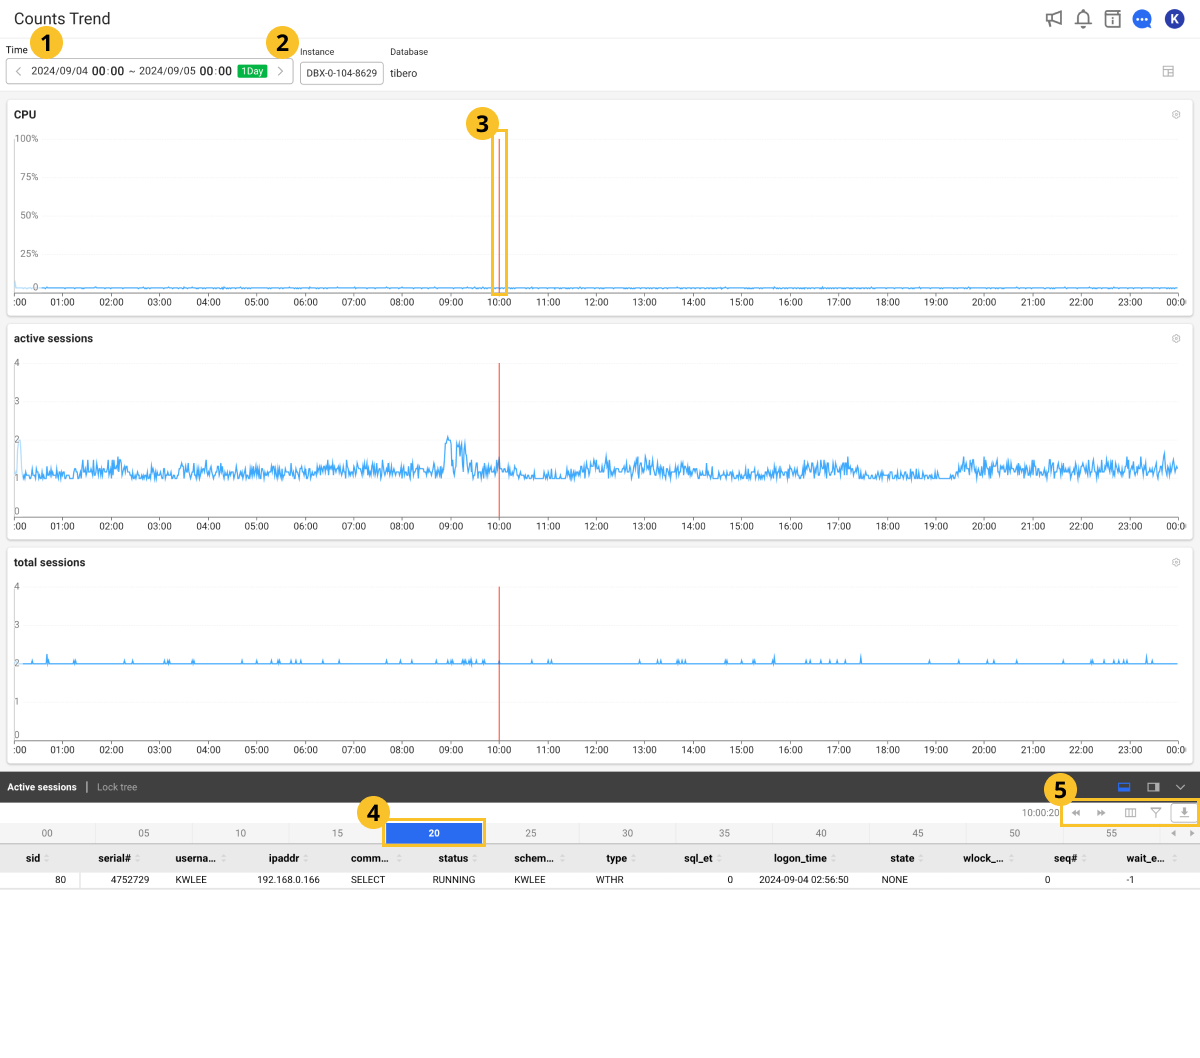 Counts Trend
K
Time 1 2 Instance Database
2024/09/04 00:00 ~ 2024/09/05 00:00 1Day DBX-0-104-8629 tibero
CPU
3
100%
75%
50%
25%
0
:00 01:00 02:00 03:00 04:00 05:00 06:00 07:00 08:00 09:00 10:00 11:00 12:00 13:00 14:00 15:00 16:00 17:00 18:00 19:00 20:00 21:00 22:00 23:00 00:0
active sessions
4
3
2
1
0
:00 01:00 02:00 03:00 04:00 05:00 06:00 07:00 08:00 09:00 10:00 11:00 12:00 13:00 14:00 15:00 16:00 17:00 18:00 19:00 20:00 21:00 22:00 23:00 00:0
total sessions
4
3
2
1
0
:00 01:00 02:00 03:00 04:00 05:00 06:00 07:00 08:00 09:00 10:00 11:00 12:00 13:00 14:00 15:00 16:00 17:00 18:00 19:00 20:00 21:00 22:00 23:00 00:0
Active sessions | Lock tree
4 5
10:00:20
00 05 10 15 20 25 30 35 40 45 50 55
sid serial# userna... ipaddr comm... status schem... type sql_et logon_time state wlock_... seq# wait_e...
80 4752729 KWLEE 192.168.0.166 SELECT RUNNING KWLEE WTHR 0 2024-09-04 02:56:50 NONE 0 -1